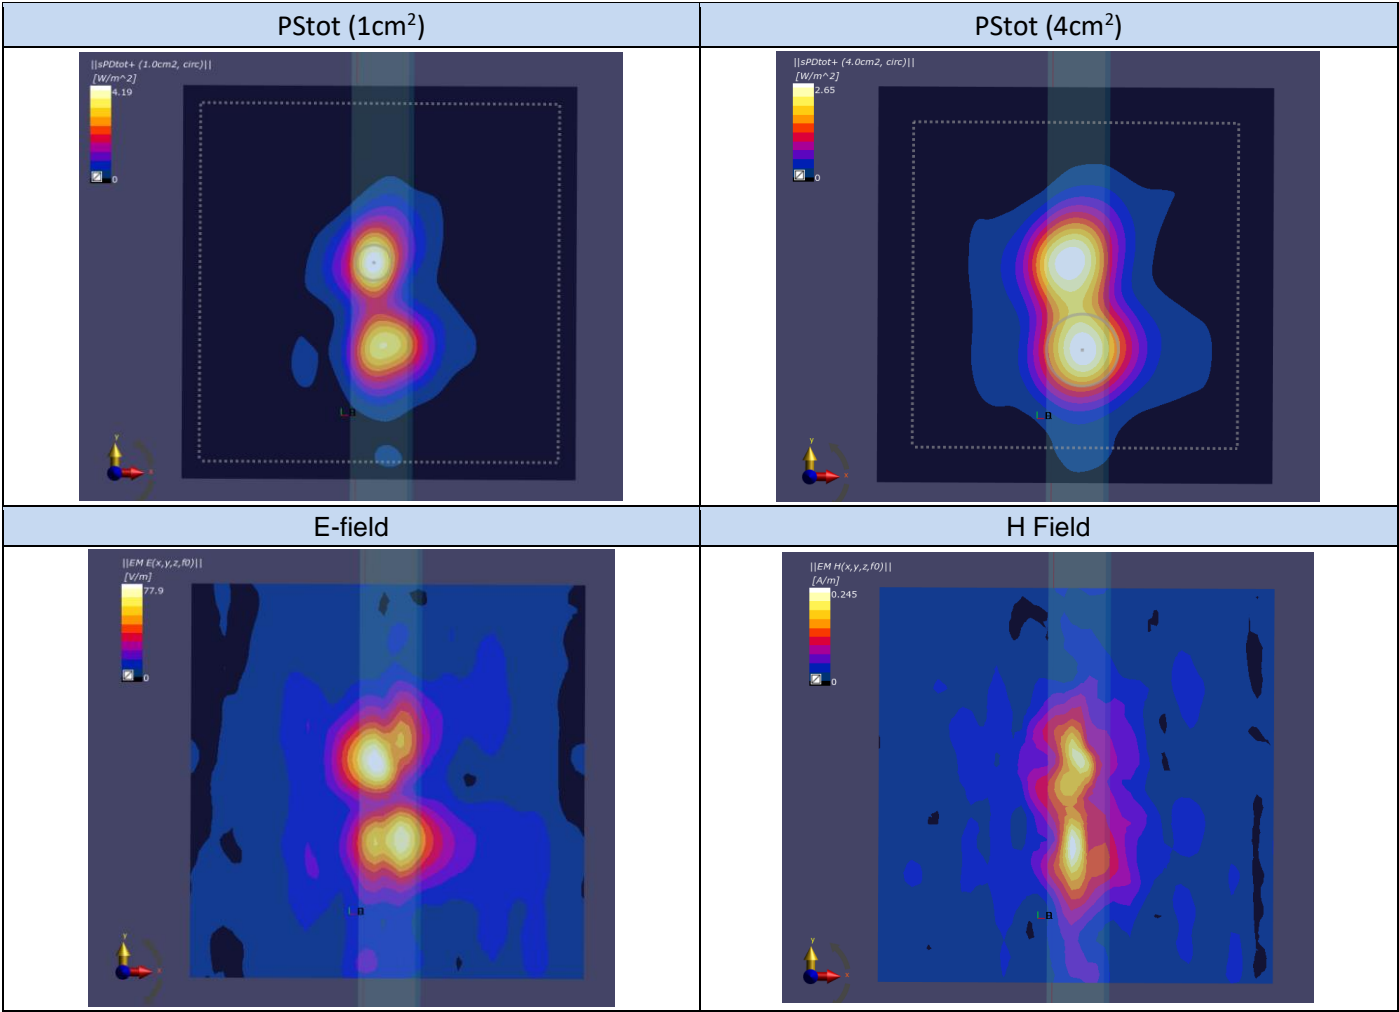 PStot (1cm²)
PStot (4cm²)
||sPDtot+ (1.0cm2, circ)||
[W/m^2]
4.19
0
y
x
||sPDtot+ (4.0cm2, circ)||
[W/m^2]
2.65
0
y
x
E-field
H Field
||EM E(x,y,z,f0)||
[V/m]
77.9
0
y
x
||EM H(x,y,z,f0)||
[A/m]
0.245
0
y
x